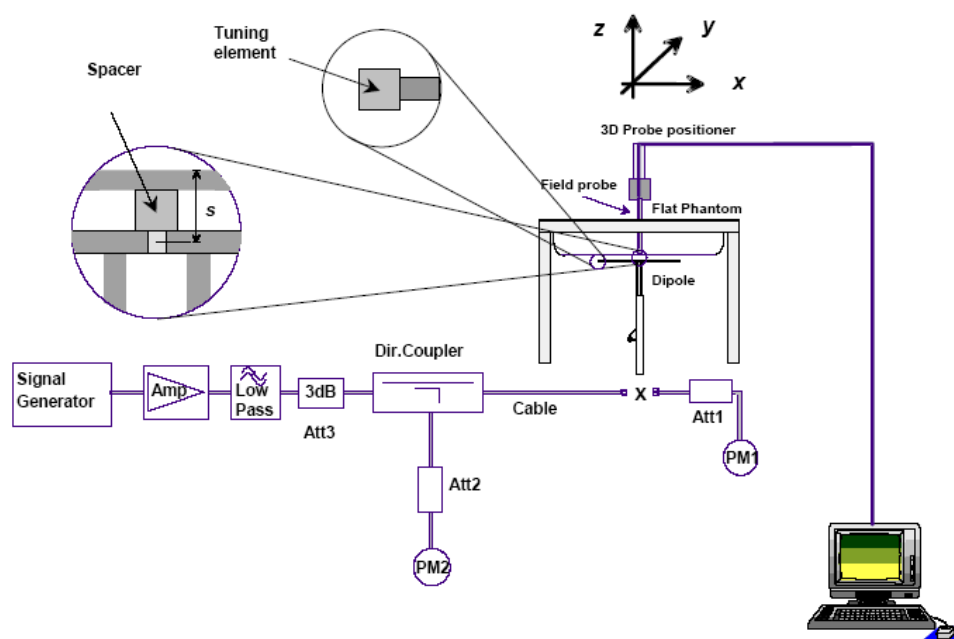 Tuning
element
Spacer
s
z
y
x
3D Probe positioner
Field probe
Flat Phantom
Dipole
Signal
Generator
Amp
Low
Pass
3dB
Att3
Dir.Coupler
Cable
X
Att1
PM1
Att2
PM2